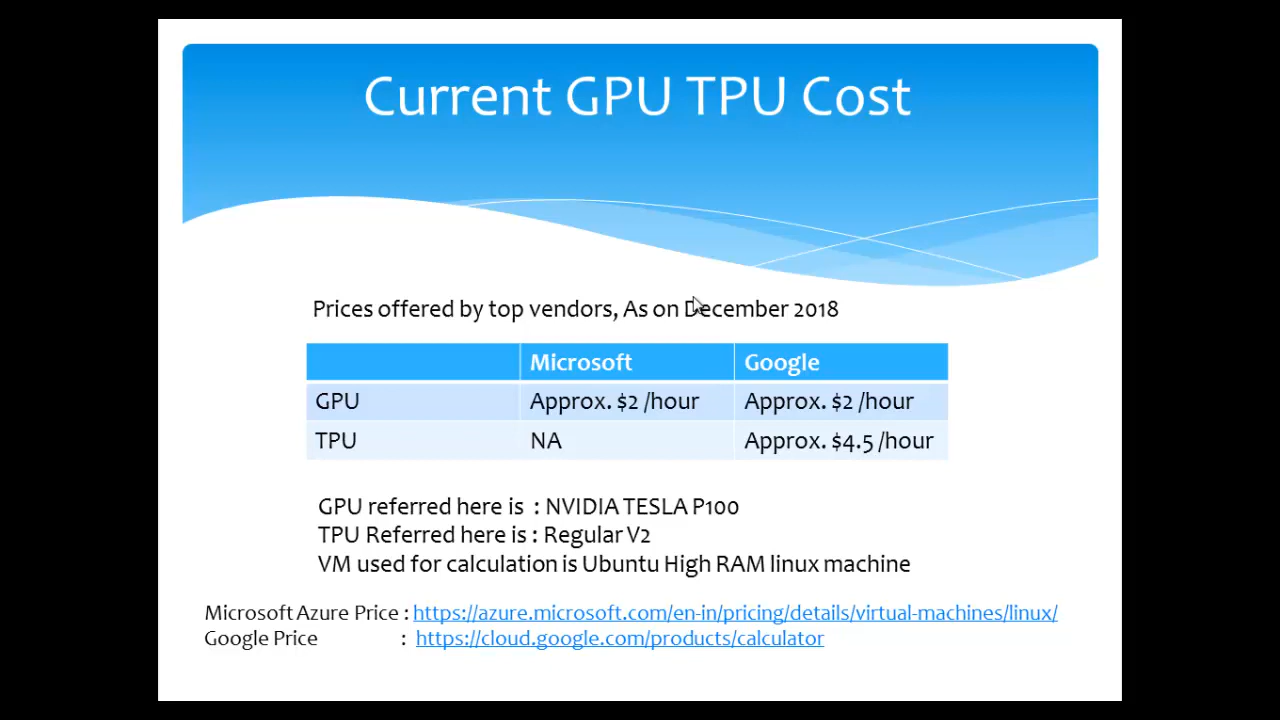 Current GPU TPU Cost
Prices offered by top vendors, As on December 2018
Microsoft Google
GPU Approx. $2 /hour Approx. $2 /hour
TPU NA Approx. $4.5 /hour
GPU referred here is : NVIDIA TESLA P100
TPU Referred here is : Regular V2
VM used for calculation is Ubuntu High RAM linux machine
Microsoft Azure Price : https://azure.microsoft.com/en-in/pricing/details/virtual-machines/linux/
Google Price : https://cloud.google.com/products/calculator